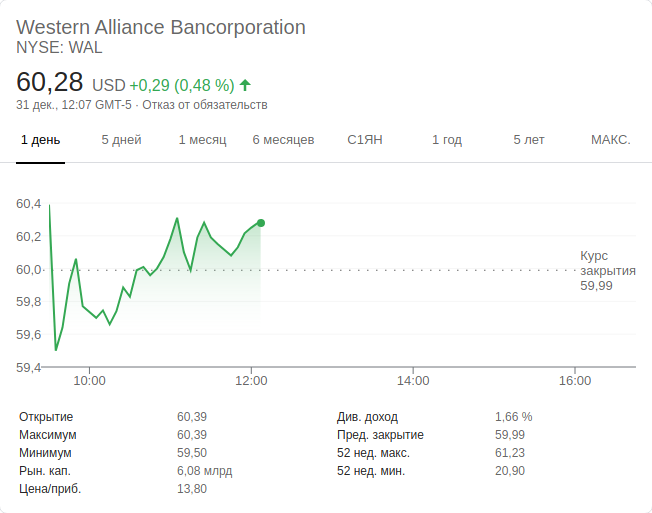 Western Alliance Bancorporation
NYSE: WAL
60,28 USD +0,29 (0,48 %)
31 дек., 12:07 GMT-5 · Отказ от обязательств
1 день 5 дней 1 месяц 6 месяцев С1ЯН 1 год 5 лет МАКС.
60,4
60,2
60,0
59,8
59,6
59,4
Курс
закрытия
59,99
10:00 12:00 14:00 16:00
Открытие 60,39 Див. доход 1,66 %
Максимум 60,39 Пред. закрытие 59,99
Минимум 59,50 52 нед. макс. 61,23
Рын. кап. 6,08 млрд 52 нед. мин. 20,90
Цена/приб. 13,80